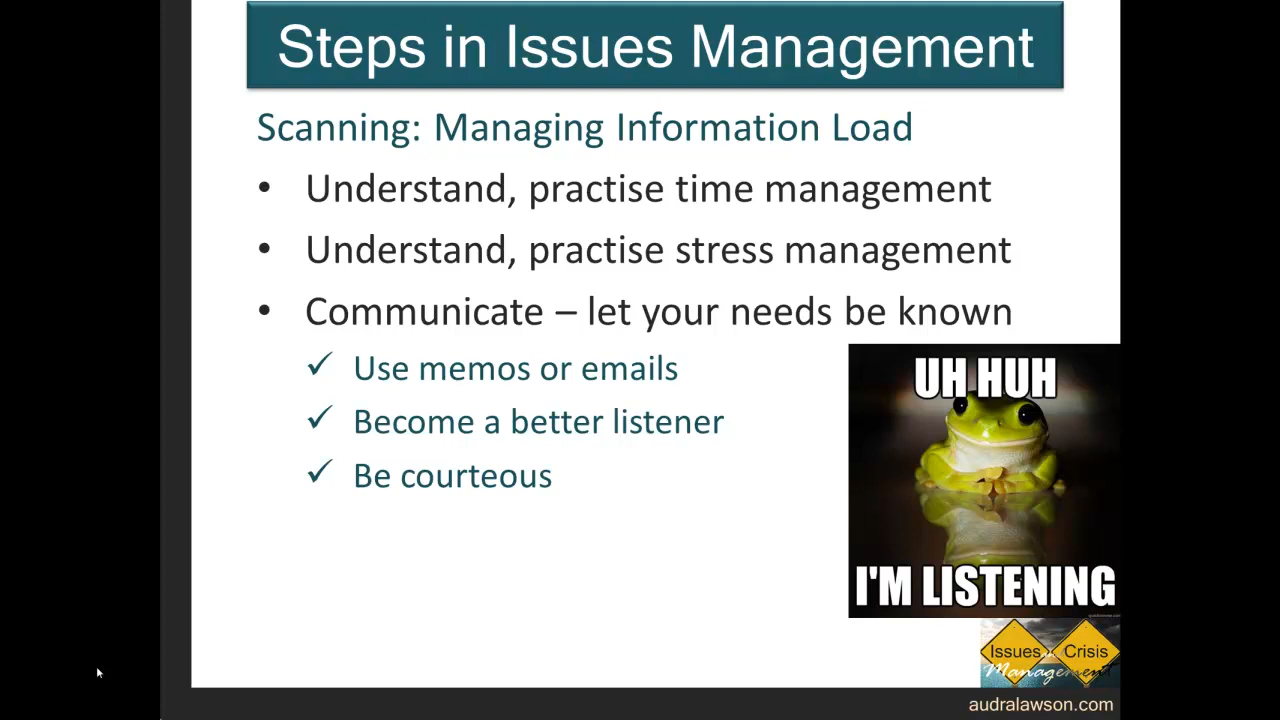 Steps in Issues Management
Scanning: Managing Information Load
• Understand, practise time management
• Understand, practise stress management
• Communicate – let your needs be known
✓ Use memos or emails
✓ Become a better listener
✓ Be courteous
UH HUH
I'M LISTENING
Issues Crisis
Management
audralawson.com